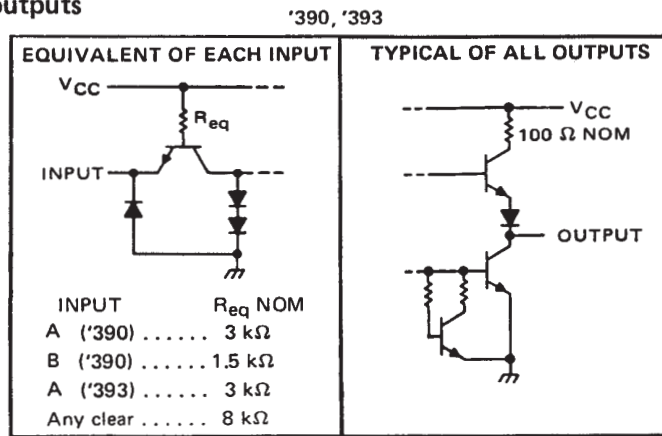 outputs
'390, '393
EQUIVALENT OF EACH INPUT
VCC
Req
INPUT
INPUT Req NOM
A ('390) ...... 3 kΩ
B ('390) ...... 1.5 kΩ
A ('393) ...... 3 kΩ
Any clear ...... 8 kΩ
TYPICAL OF ALL OUTPUTS
VCC
100 Ω NOM
OUTPUT